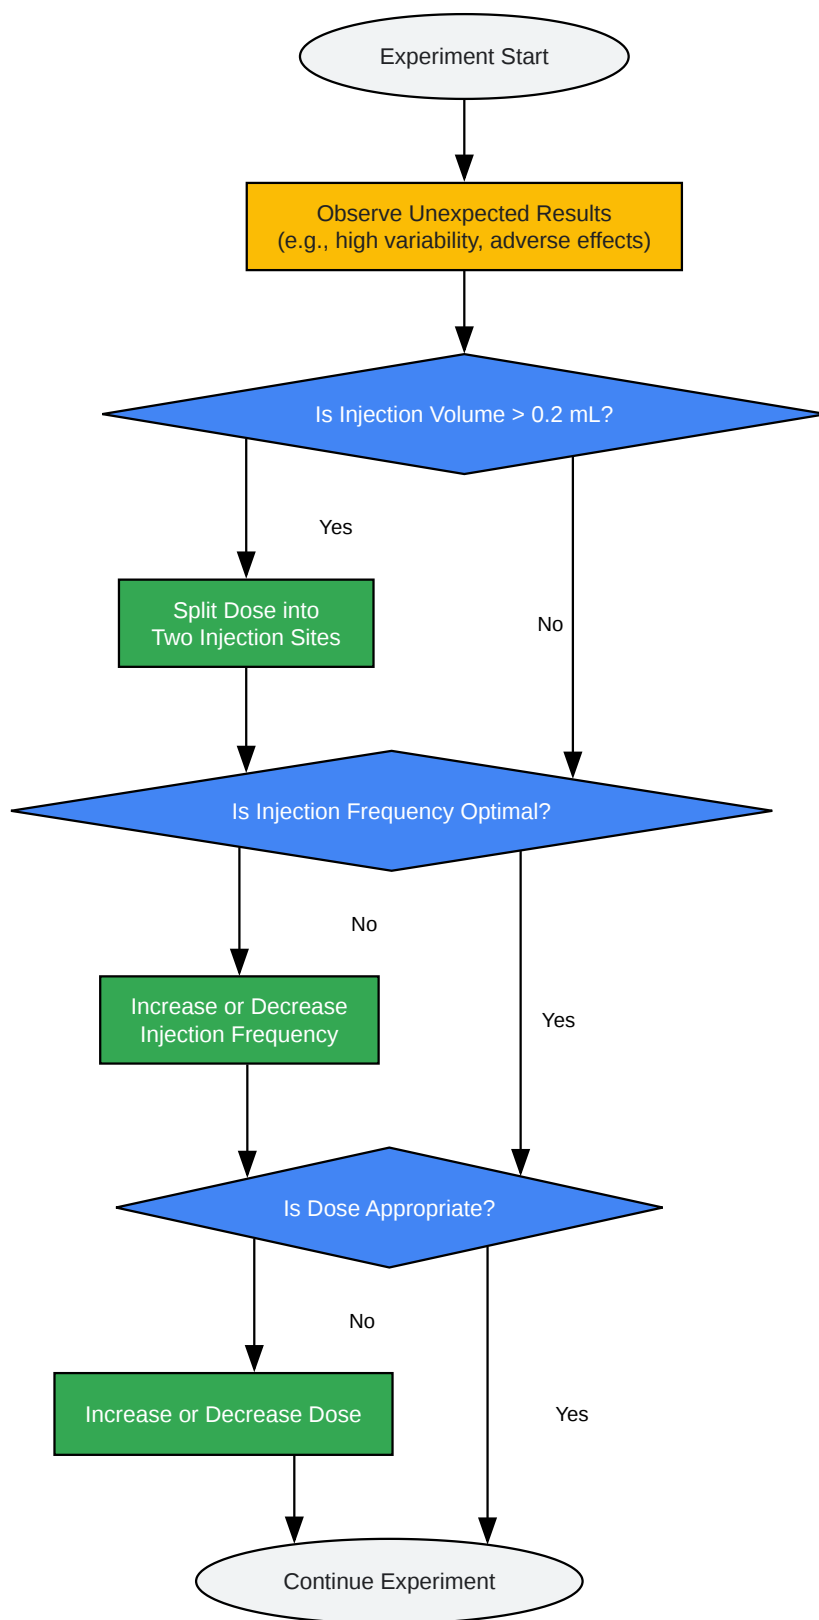 Experiment Start
Observe Unexpected Results
(e.g., high variability, adverse effects)
Is Injection Volume > 0.2 mL?
Yes
Split Dose into
Two Injection Sites
No
Is Injection Frequency Optimal?
No
Increase or Decrease
Injection Frequency
Yes
Is Dose Appropriate?
No
Increase or Decrease Dose
Yes
Continue Experiment